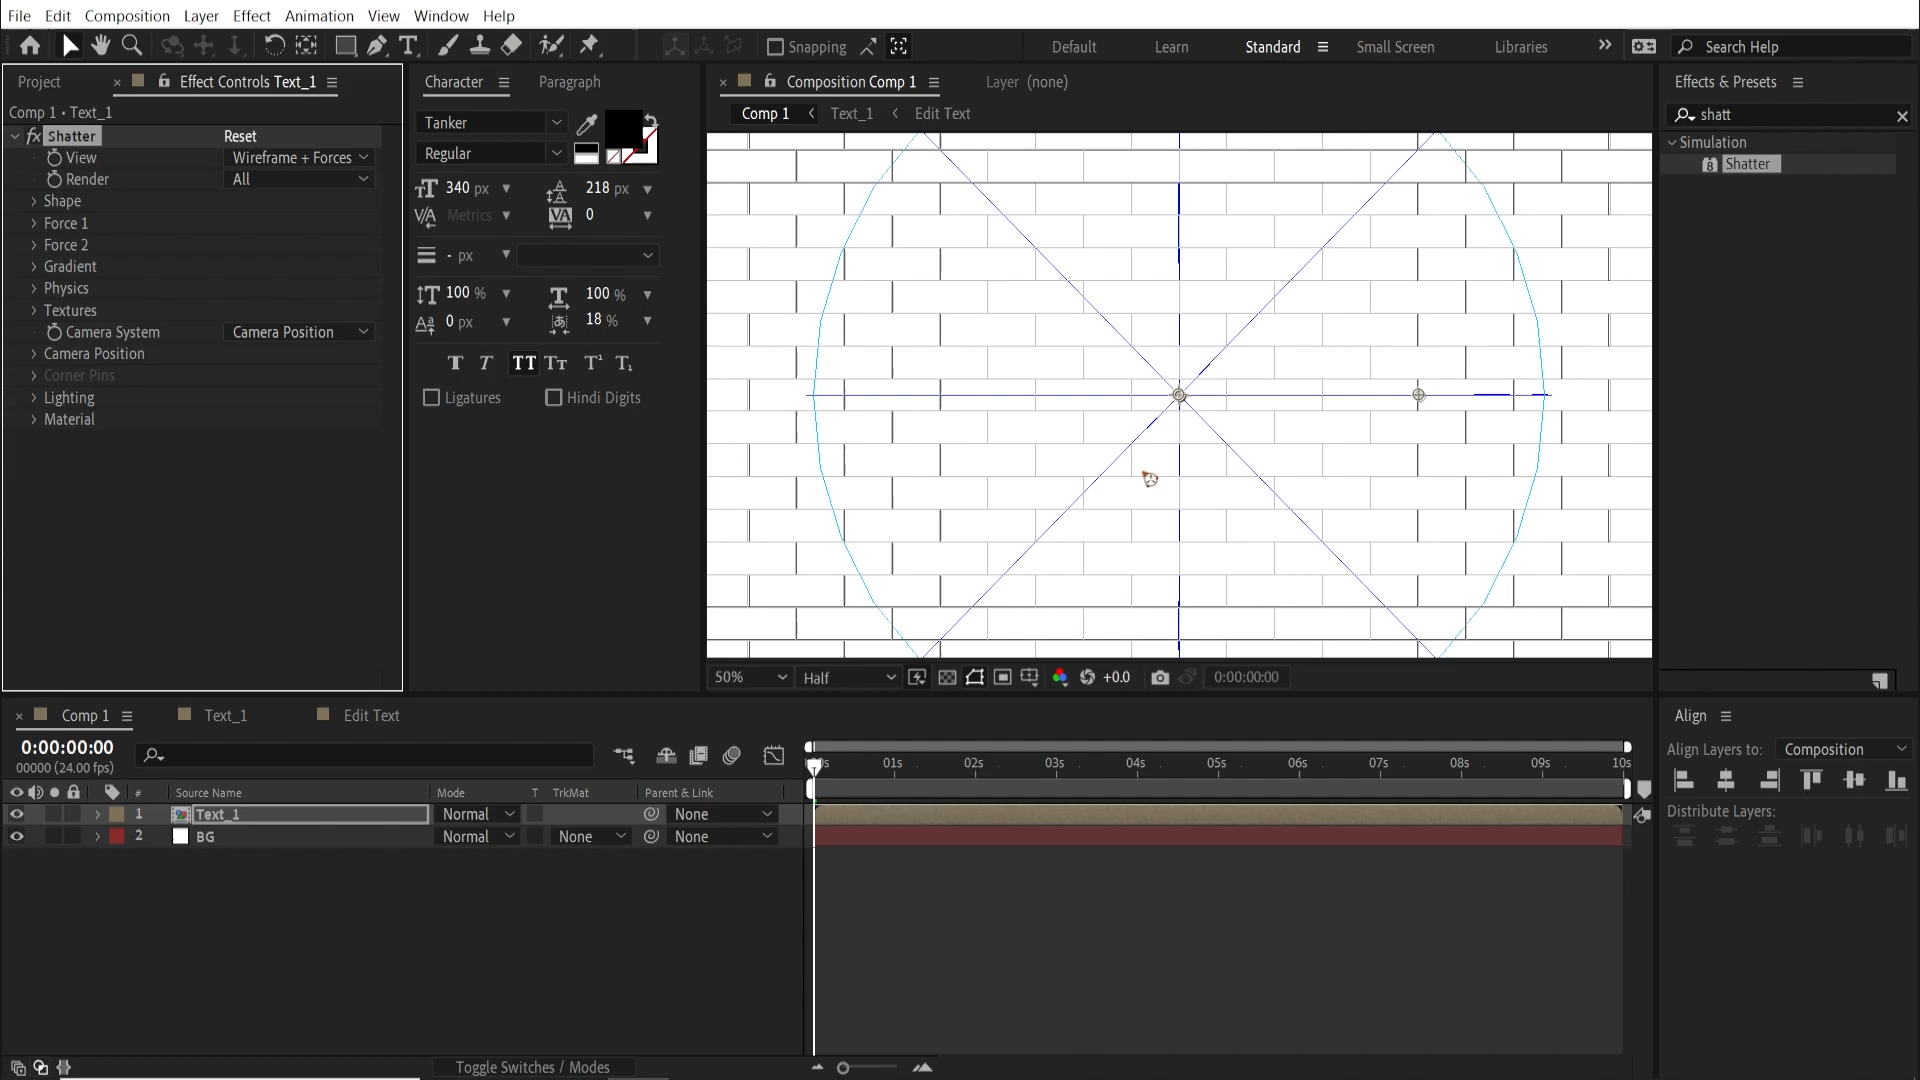 File Edit Composition Layer Effect Animation View Window Help
Snapping
Default Learn Standard Small Screen Libraries
Search Help
Project
Effect Controls Text_1
Comp 1 • Text_1
fx Shatter Reset
View Wireframe + Forces
Render All
Shape
Force 1
Force 2
Gradient
Physics
Textures
Camera System Camera Position
Camera Position
Corner Pins
Lighting
Material
Character Paragraph
Tanker
Regular
340 px 218 px
Metrics 0
- px
100 % 100 %
0 px 18 %
Ligatures Hindi Digits
Composition Comp 1 Layer (none)
Comp 1 Text_1 Edit Text
50% Half +0.0 0:00:00:00
Effects & Presets
shatt
Simulation
Shatter
Comp 1 Text_1 Edit Text
0:00:00:00
00000 (24.00 fps)
# Source Name Mode T TrkMat Parent & Link
1 Text_1 Normal None
2 BG Normal None None
01s 02s 03s 04s 05s 06s 07s 08s 09s 10s
Toggle Switches / Modes
Align
Align Layers to: Composition
Distribute Layers: